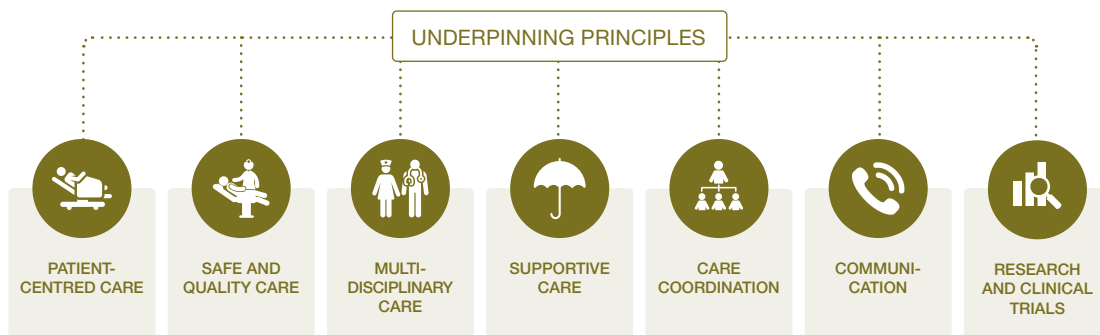 UNDERPINNING PRINCIPLES
PATIENT-
CENTRED CARE
SAFE AND
QUALITY CARE
MULTI-
DISCIPLINARY
CARE
SUPPORTIVE
CARE
CARE
COORDINATION
COMMUNI-
CATION
RESEARCH
AND CLINICAL
TRIALS